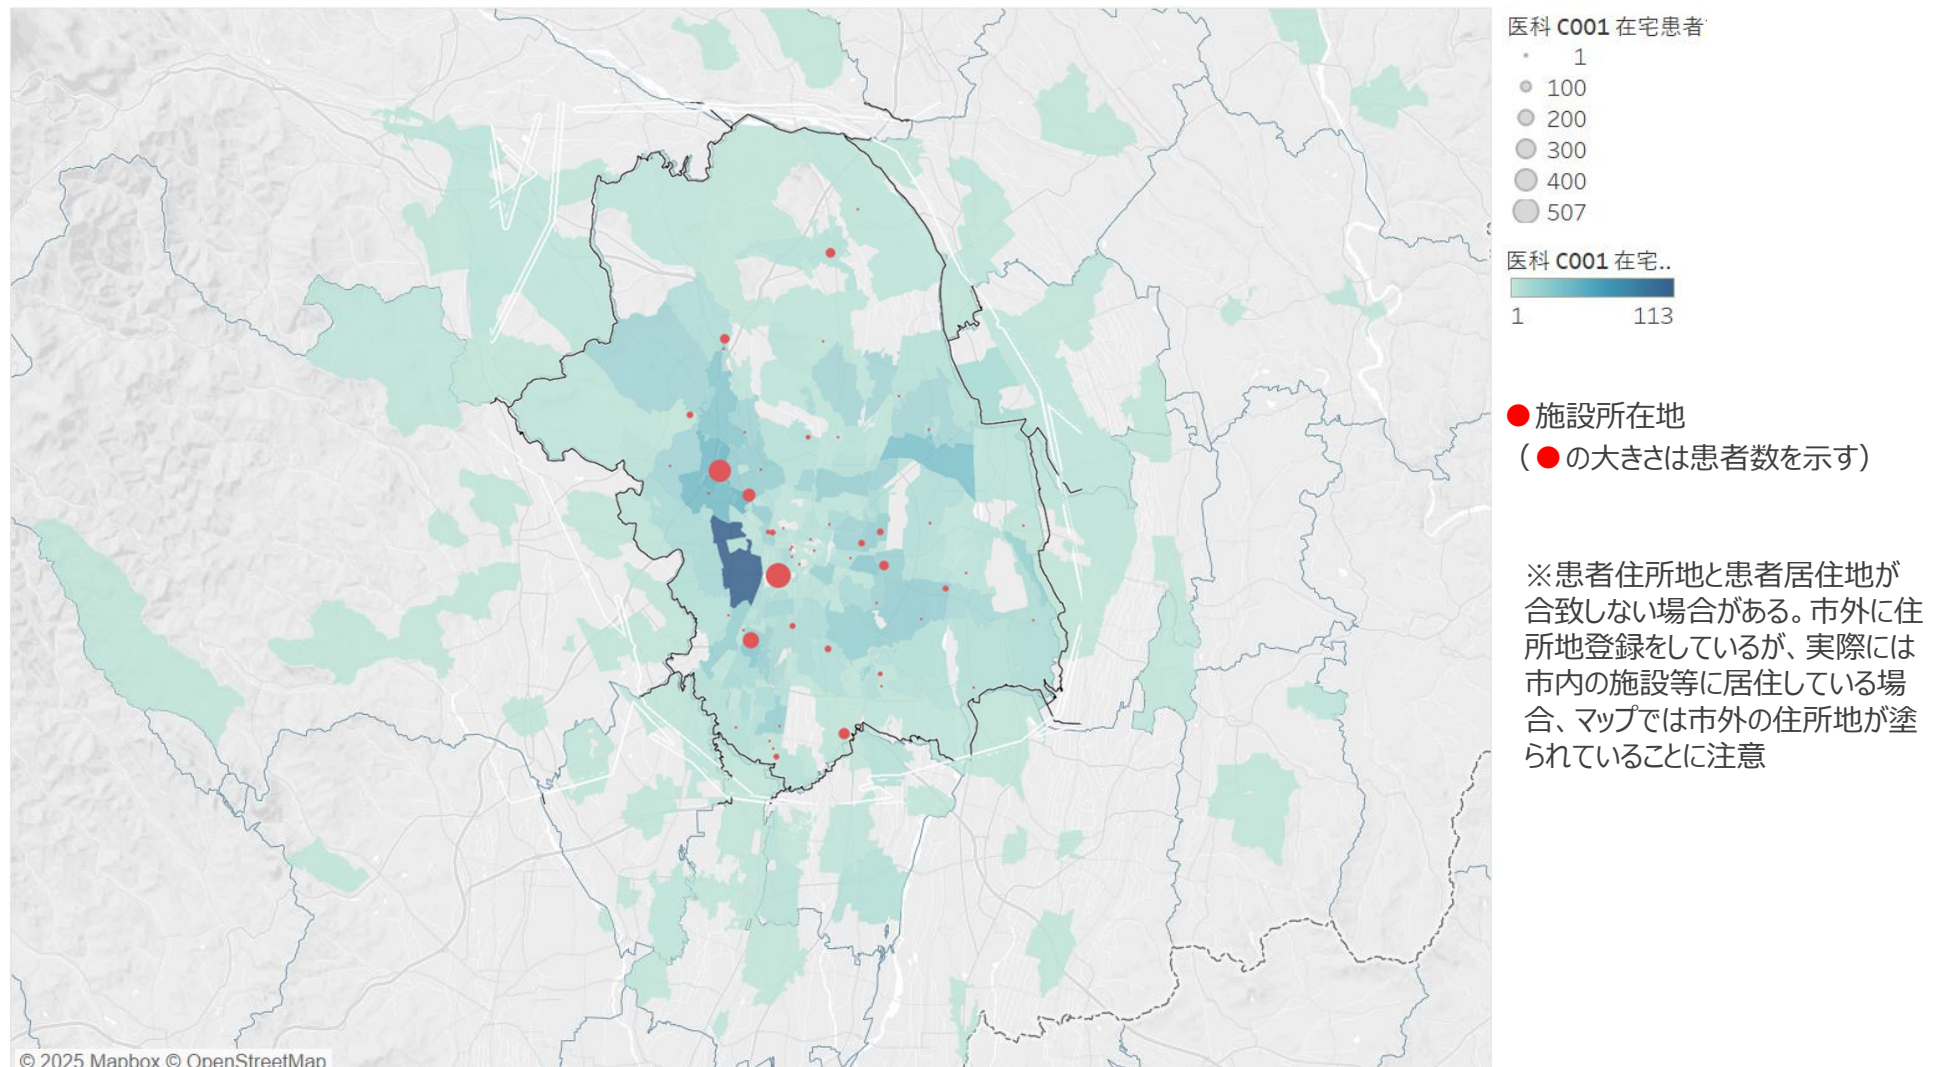 医科 C001 在宅患者
1
100
200
300
400
507
医科 C001 在宅..
1 113
●施設所在地
（●の大きさは患者数を示す）
※患者住所地と患者居住地が
合致しない場合がある。市外に住
所地登録をしているが、実際には
市内の施設等に居住している場
合、マップでは市外の住所地が塗
られていることに注意
© 2025 Mapbox © OpenStreetMap